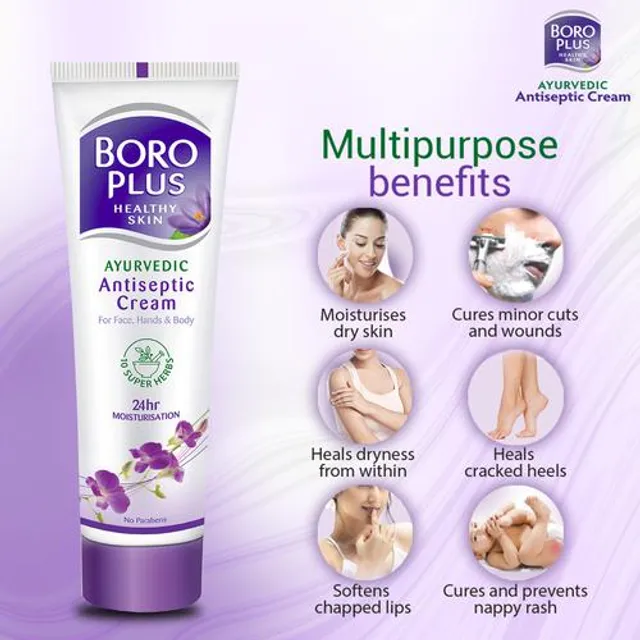 BORO
PLUS
HEALTHY
SKIN
AYURVEDIC
Antiseptic Cream
BORO
PLUS
HEALTHY
SKIN
AYURVEDIC
Antiseptic
Cream
For Face, Hands & Body
10 SUPER HERBS
24hr
MOISTURISATION
No Parabens
Multipurpose
benefits
Moisturises
dry skin
Cures minor cuts
and wounds
Heals dryness
from within
Heals
cracked heels
Softens
chapped lips
Cures and prevents
nappy rash